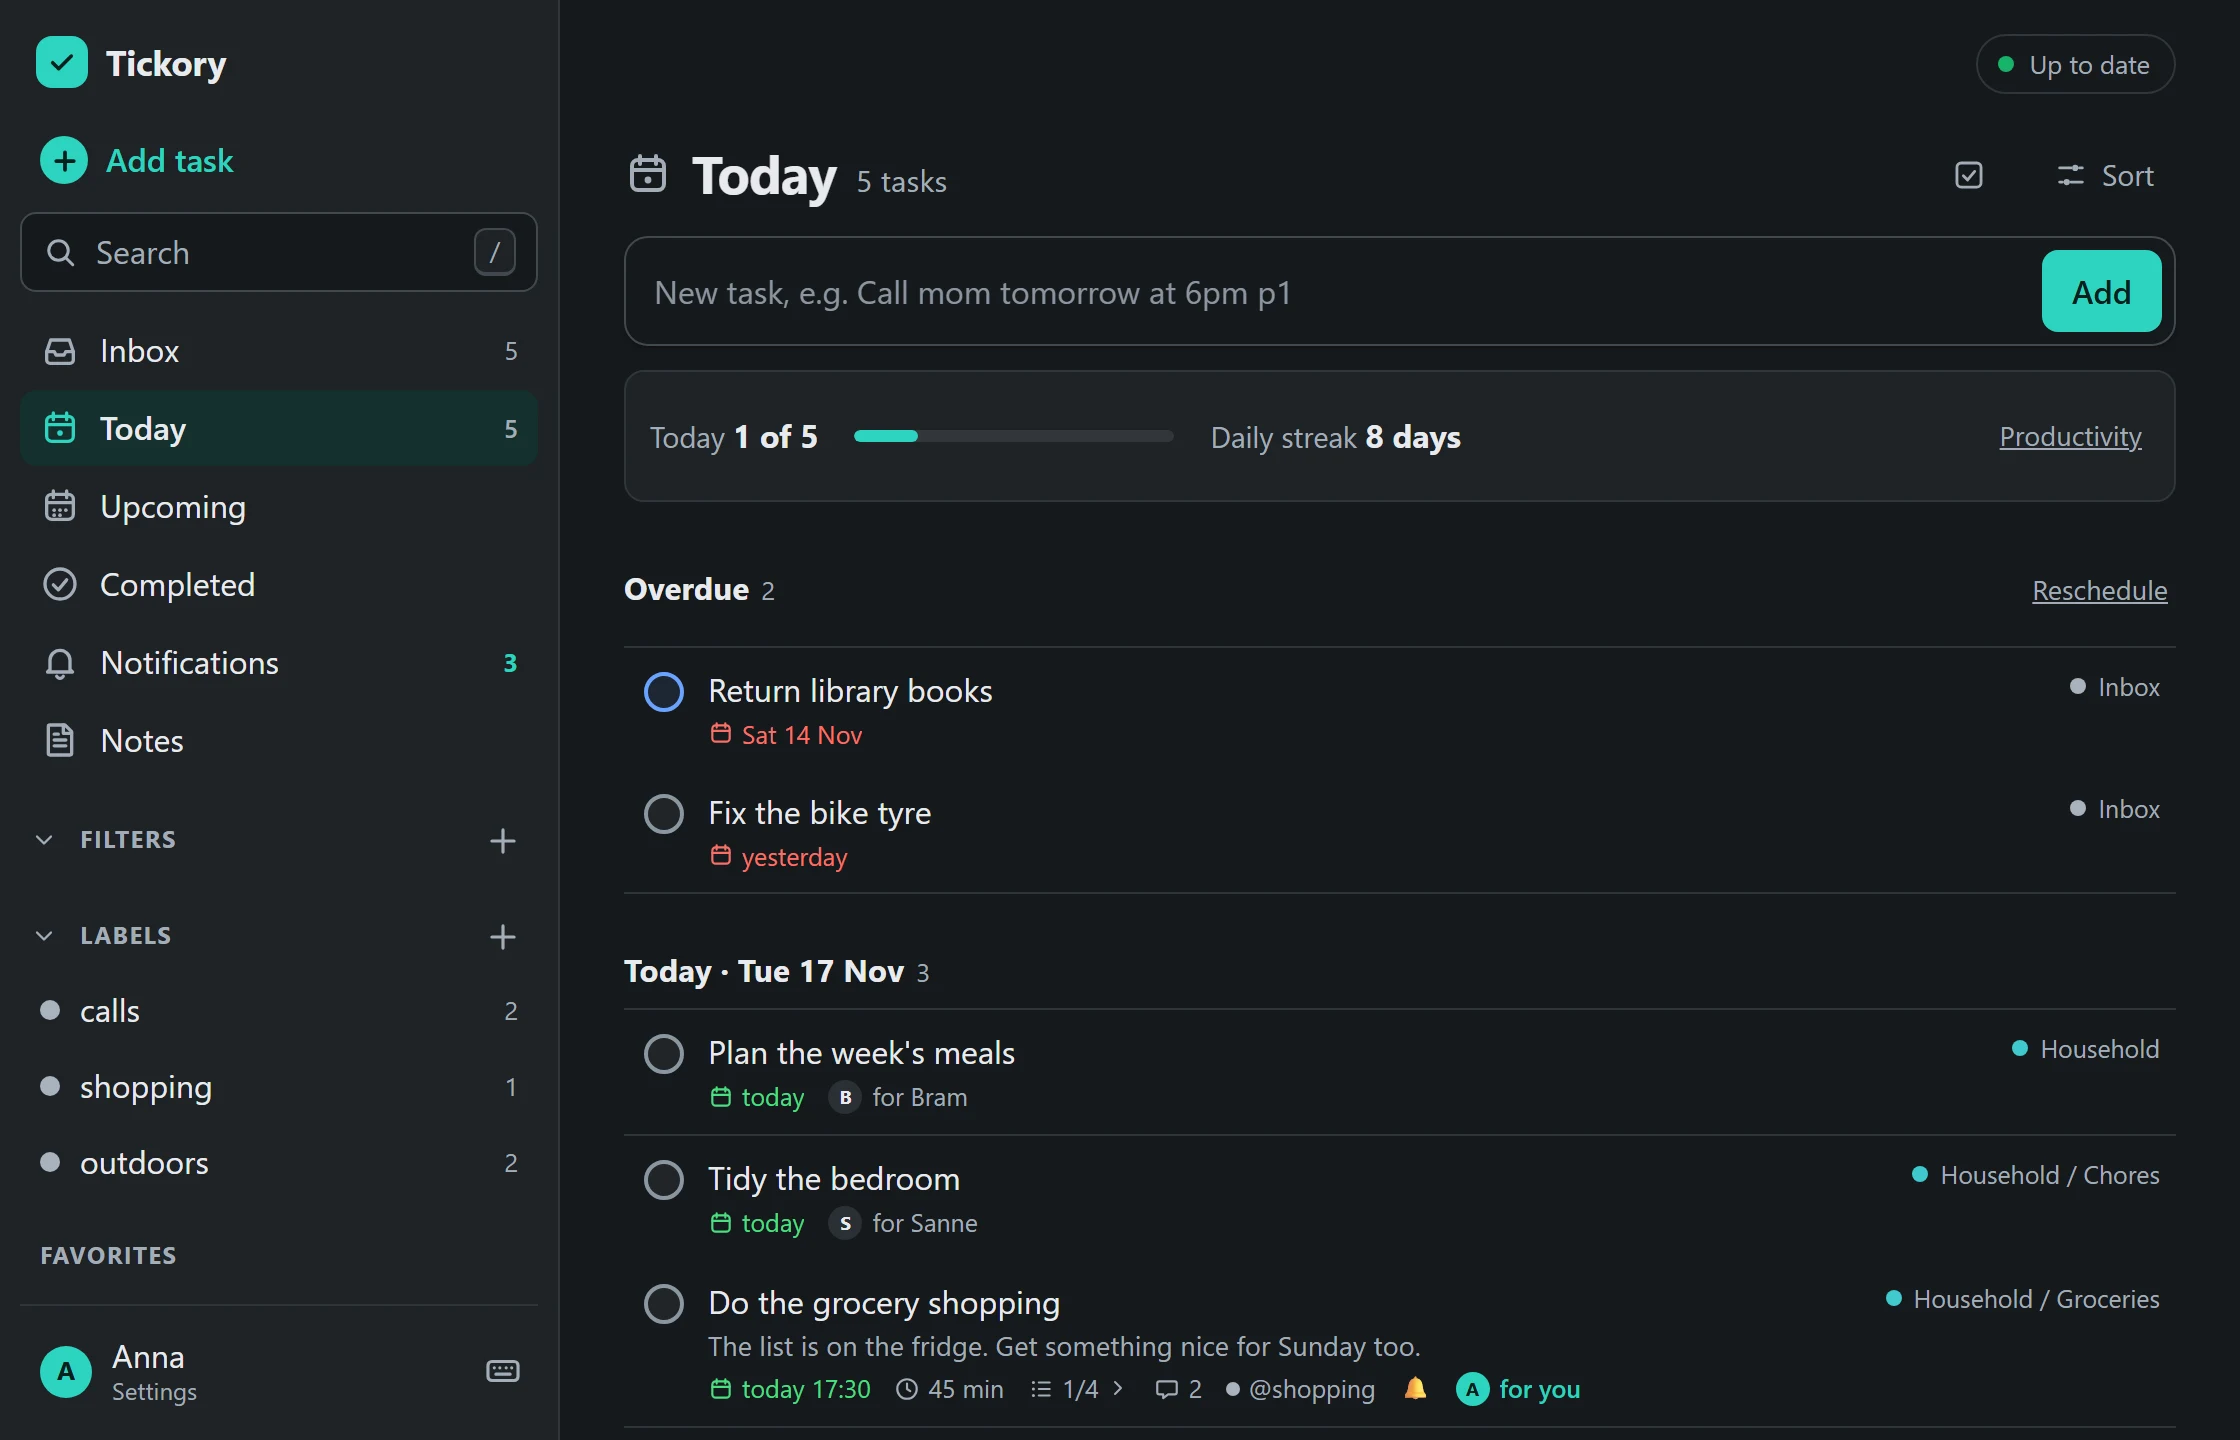 Tickory
Add task
Search /
Inbox 5
Today 5
Upcoming
Completed
Notifications 3
Notes
FILTERS
LABELS
calls 2
shopping 1
outdoors 2
FAVORITES
A Anna
Settings
Up to date
Today 5 tasks
Sort
New task, e.g. Call mom tomorrow at 6pm p1
Add
Today 1 of 5 Daily streak 8 days Productivity
Overdue 2 Reschedule
Return library books Inbox
Sat 14 Nov
Fix the bike tyre Inbox
yesterday
Today · Tue 17 Nov 3
Plan the week's meals Household
today B for Bram
Tidy the bedroom Household / Chores
today S for Sanne
Do the grocery shopping Household / Groceries
The list is on the fridge. Get something nice for Sunday too.
today 17:30 45 min 1/4 2 @shopping A for you